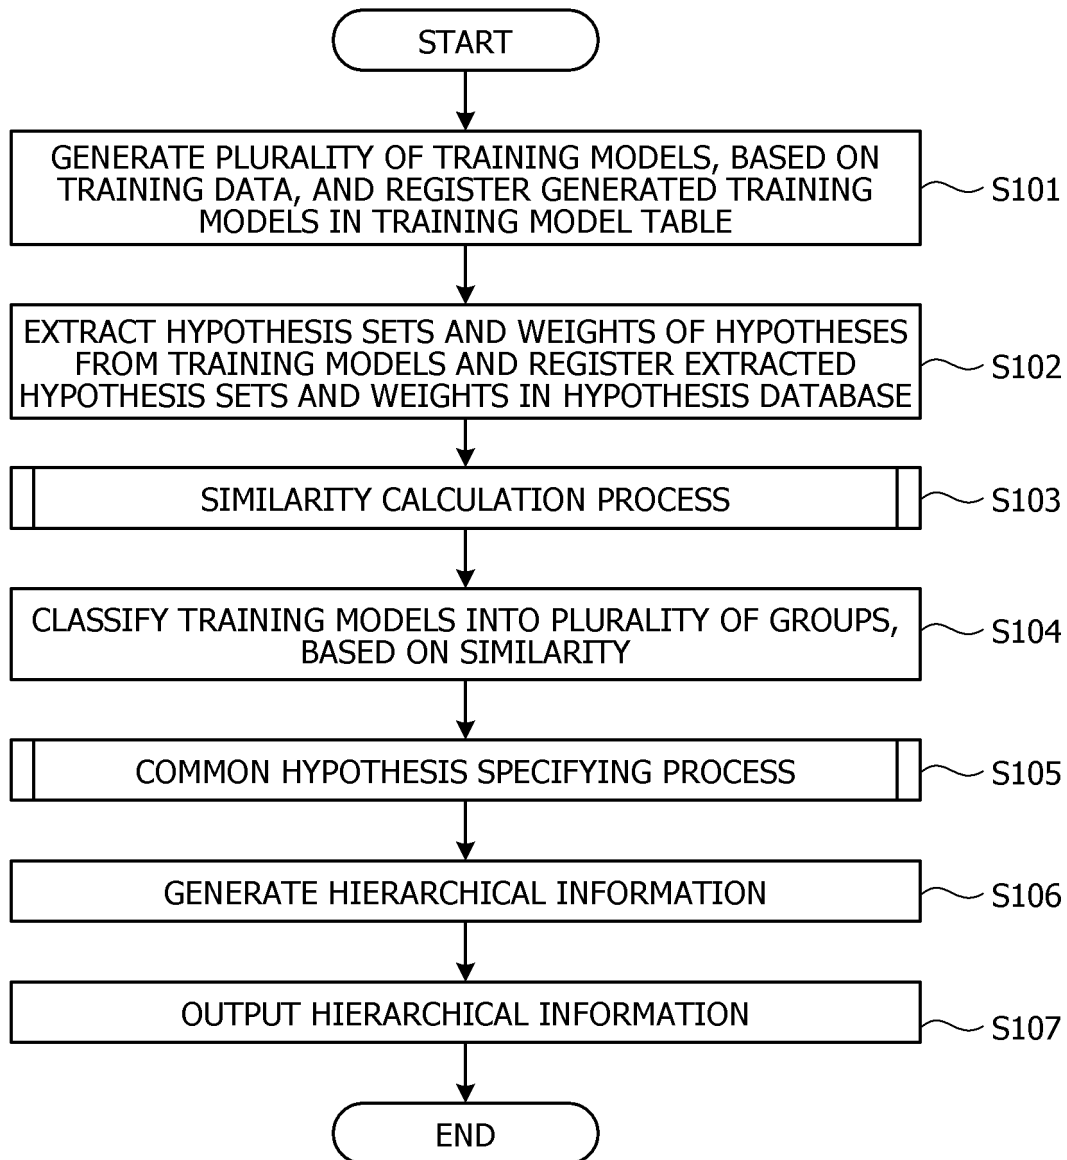 START
GENERATE PLURALITY OF TRAINING MODELS, BASED ON
TRAINING DATA, AND REGISTER GENERATED TRAINING
MODELS IN TRAINING MODEL TABLE
S101
EXTRACT HYPOTHESIS SETS AND WEIGHTS OF HYPOTHESES
FROM TRAINING MODELS AND REGISTER EXTRACTED
HYPOTHESIS SETS AND WEIGHTS IN HYPOTHESIS DATABASE
S102
SIMILARITY CALCULATION PROCESS
S103
CLASSIFY TRAINING MODELS INTO PLURALITY OF GROUPS,
BASED ON SIMILARITY
S104
COMMON HYPOTHESIS SPECIFYING PROCESS
S105
GENERATE HIERARCHICAL INFORMATION
S106
OUTPUT HIERARCHICAL INFORMATION
S107
END